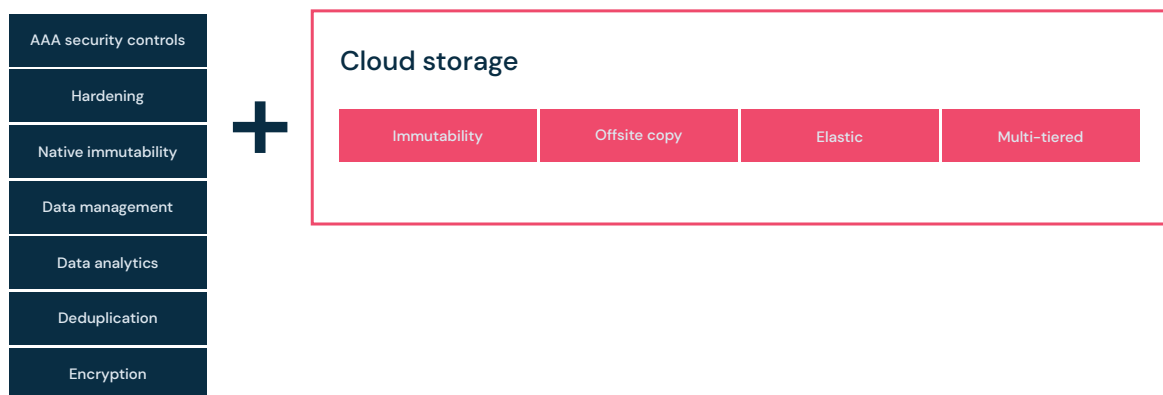 AAA security controls
Hardening
Native immutability
Data management
Data analytics
Deduplication
Encryption
+
Cloud storage
Immutability
Offsite copy
Elastic
Multi-tiered